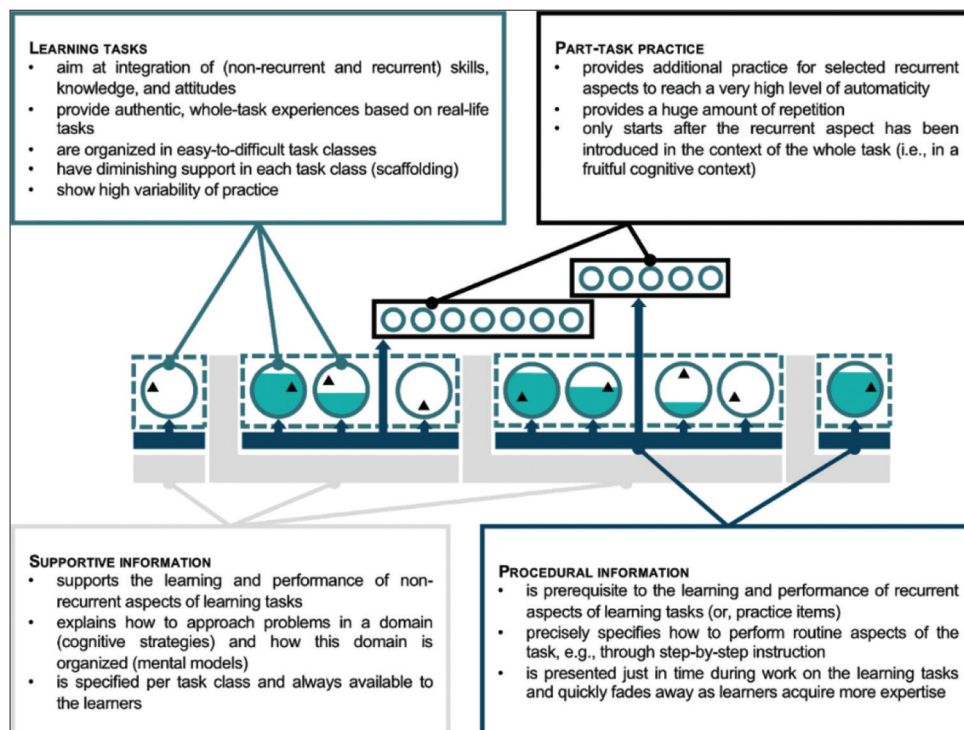 LEARNING TASKS
• aim at integration of (non-recurrent and recurrent) skills,
knowledge, and attitudes
• provide authentic, whole-task experiences based on real-life
tasks
• are organized in easy-to-difficult task classes
• have diminishing support in each task class (scaffolding)
• show high variability of practice
PART-TASK PRACTICE
• provides additional practice for selected recurrent
aspects to reach a very high level of automaticity
• provides a huge amount of repetition
• only starts after the recurrent aspect has been
introduced in the context of the whole task (i.e., in a
fruitful cognitive context)
SUPPORTIVE INFORMATION
• supports the learning and performance of non-
recurrent aspects of learning tasks
• explains how to approach problems in a domain
(cognitive strategies) and how this domain is
organized (mental models)
• is specified per task class and always available to
the learners
PROCEDURAL INFORMATION
• is prerequisite to the learning and performance of recurrent
aspects of learning tasks (or, practice items)
• precisely specifies how to perform routine aspects of the
task, e.g., through step-by-step instruction
• is presented just in time during work on the learning tasks
and quickly fades away as learners acquire more expertise